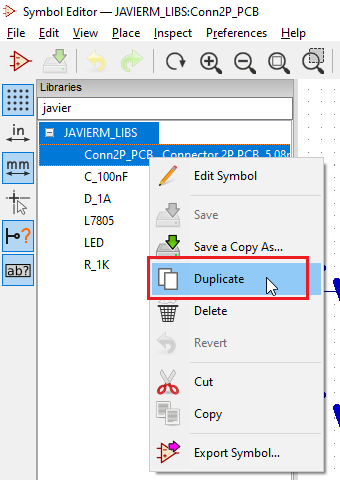 Symbol Editor — JAVIERM_LIBS:Conn2P_PCB
File Edit View Place Inspect Preferences Help
Libraries
javier
JAVIERM_LIBS
Conn2P_PCB Connector 2P PCB 5.08
C_100nF
D_1A
L7805
LED
R_1K
in
mm
ab?
Edit Symbol
Save
Save a Copy As...
Duplicate
Delete
Revert
Cut
Copy
Export Symbol...